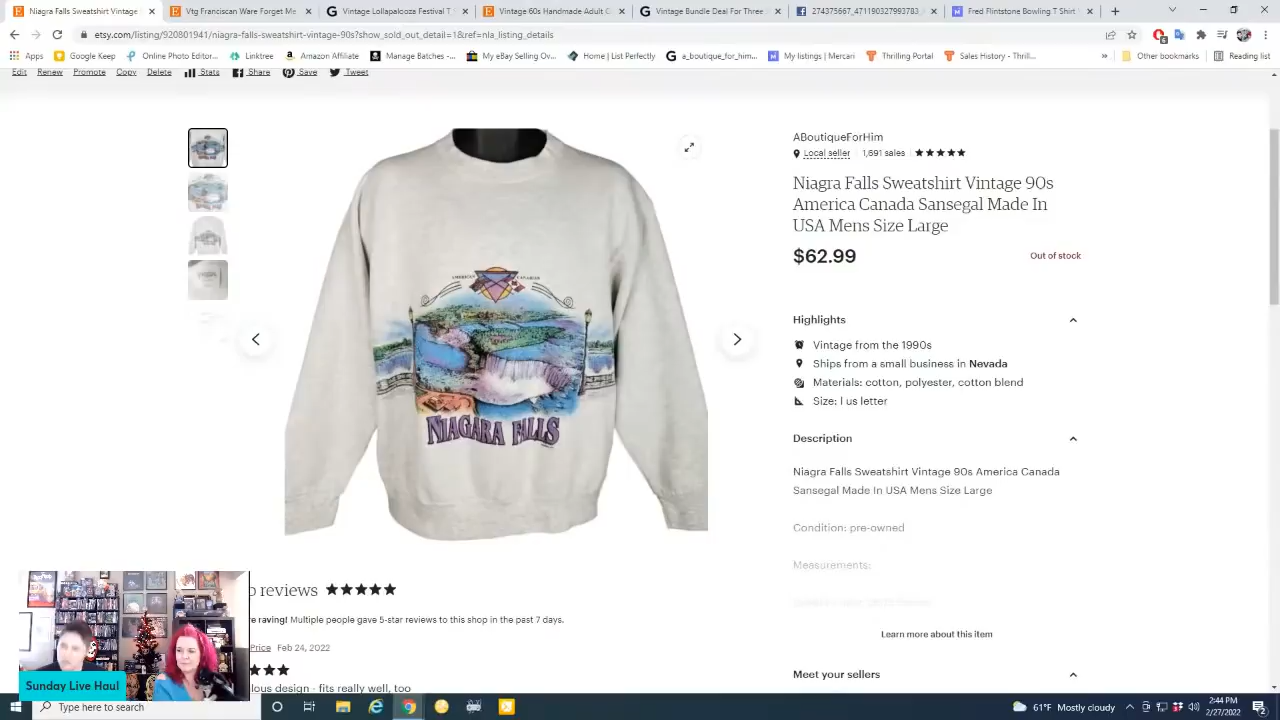 Niagara Falls Sweatshirt Vintag
Vtg Franciscan Ware Forget Me
Vintage Lollapalooza Festival T S
Vintage 60s Handmade Adult C
Vintage Bundle Deal For Three
274375667_471190327993783_
Fred Flintstone Bowling T Shirt
etsy.com/listing/920801941/niagra-falls-sweatshirt-vintage-90s?show_sold_out_detail=1&ref=nla_listing_details
Apps
Google Keep
Online Photo Editor...
Linktree
Amazon Affiliate
Manage Batches -...
My eBay Selling Ov...
Home | List Perfectly
a_boutique_for_him...
My listings | Mercari
Thrilling Portal
Sales History - Thrill...
Other bookmarks
Reading list
Edit Renew Promote Copy Delete Stats Share Save Tweet
ABoutiqueForHim
Local seller 1,691 sales
Niagra Falls Sweatshirt Vintage 90s
America Canada Sansegal Made In
USA Mens Size Large
$62.99
Out of stock
AMERICAN CANADIAN
NIAGARA FALLS
Highlights
Vintage from the 1990s
Ships from a small business in Nevada
Materials: cotton, polyester, cotton blend
Size: l us letter
Description
Niagra Falls Sweatshirt Vintage 90s America Canada
Sansegal Made In USA Mens Size Large
Condition: pre-owned
Measurements:
Learn more about this item
Meet your sellers
reviews
raving! Multiple people gave 5-star reviews to this shop in the past 7 days.
Price Feb 24, 2022
design - fits really well, too
Sunday Live Haul
Type here to search
61°F Mostly cloudy
2:44 PM
2/27/2022